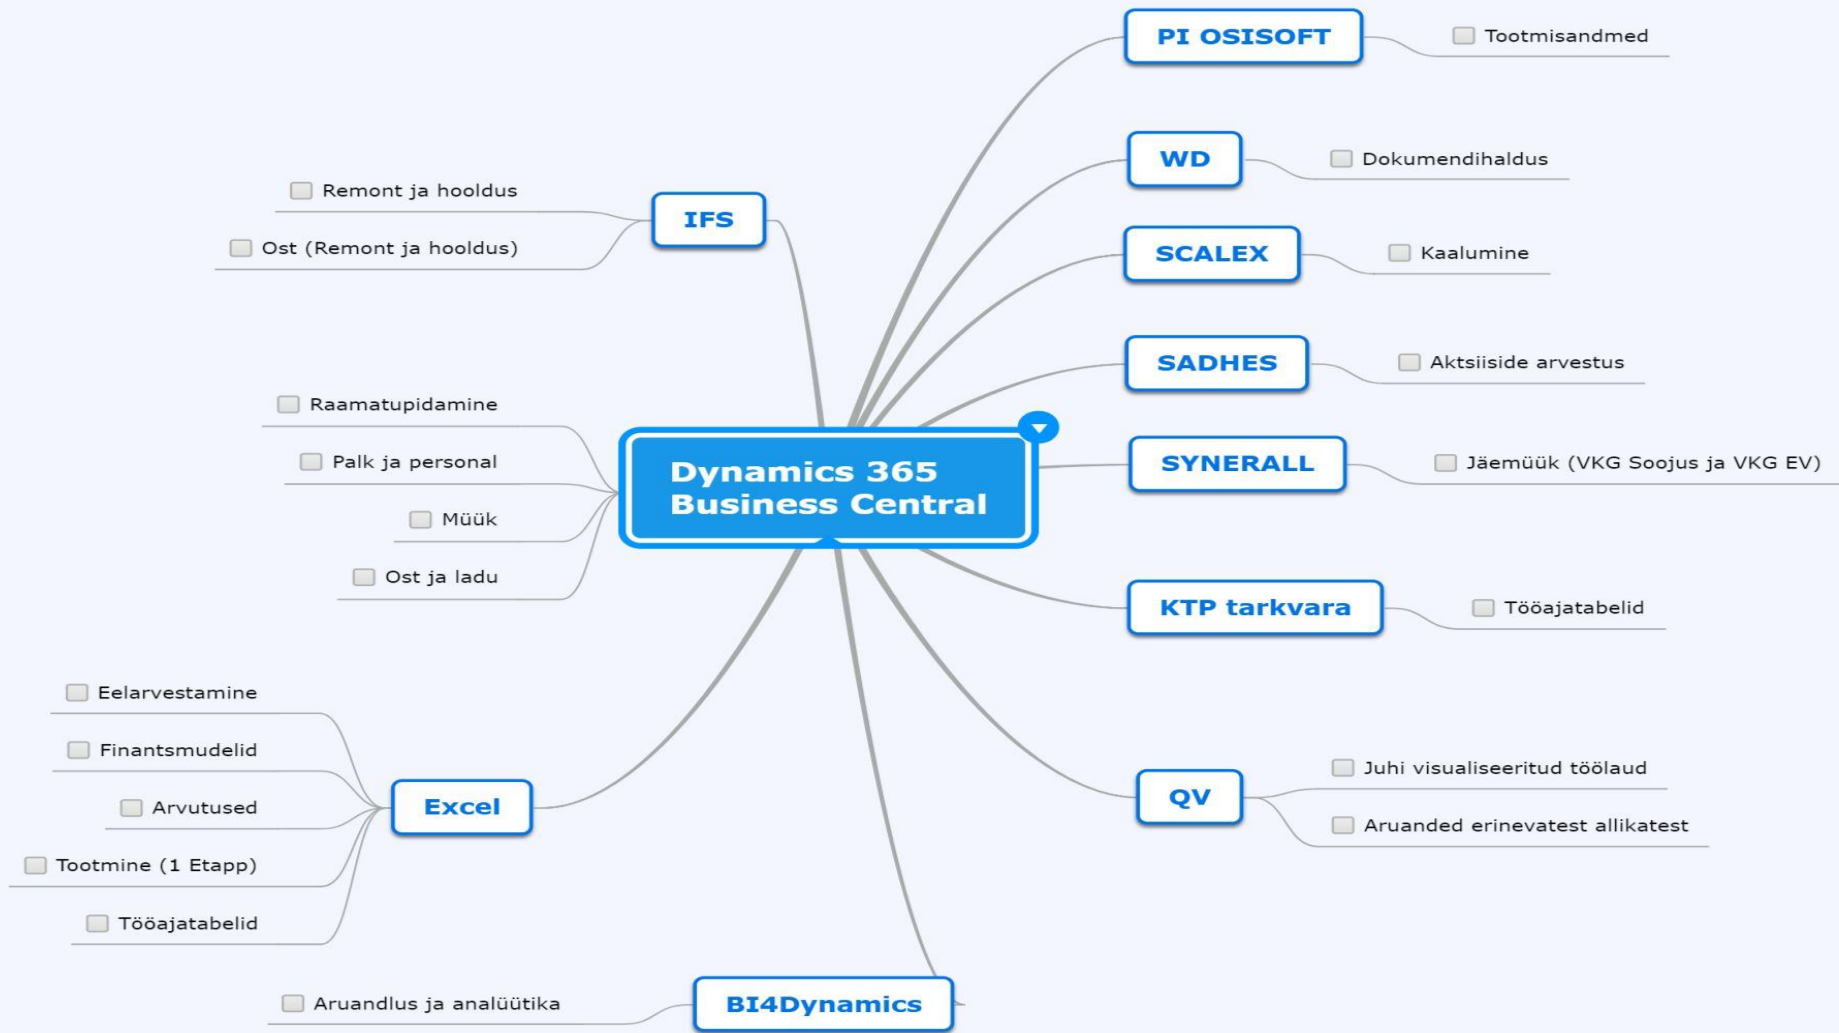 PI OSISOFT
Tootmisandmed
WD
Dokumendihaldus
SCALEX
Kaalumine
SADHES
Aktsiiside arvestus
SYNERALL
Jäemüük (VKG Soojus ja VKG EV)
KTP tarkvara
Tööajatabelid
QV
Juhi visualiseeritud töölaud
Aruanded erinevatest allikatest
IFS
Remont ja hooldus
Ost (Remont ja hooldus)
Dynamics 365
Business Central
Raamatupidamine
Palk ja personal
Müük
Ost ja ladu
Excel
Eelarvestamine
Finantsmudelid
Arvutused
Tootmine (1 Etapp)
Tööajatabelid
BI4Dynamics
Aruandlus ja analüütika